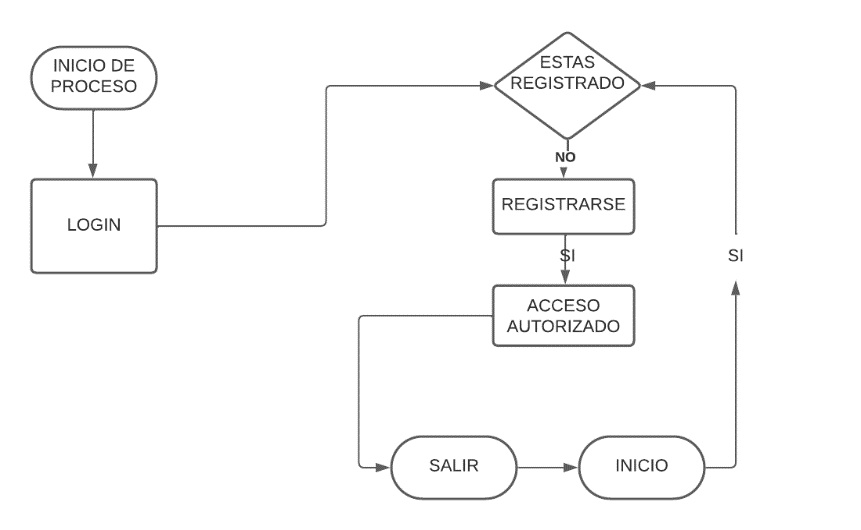 INICIO DE
PROCESO
ESTAS
REGISTRADO
NO
REGISTRARSE
LOGIN
SI
SI
ACCESO
AUTORIZADO
SALIR
INICIO